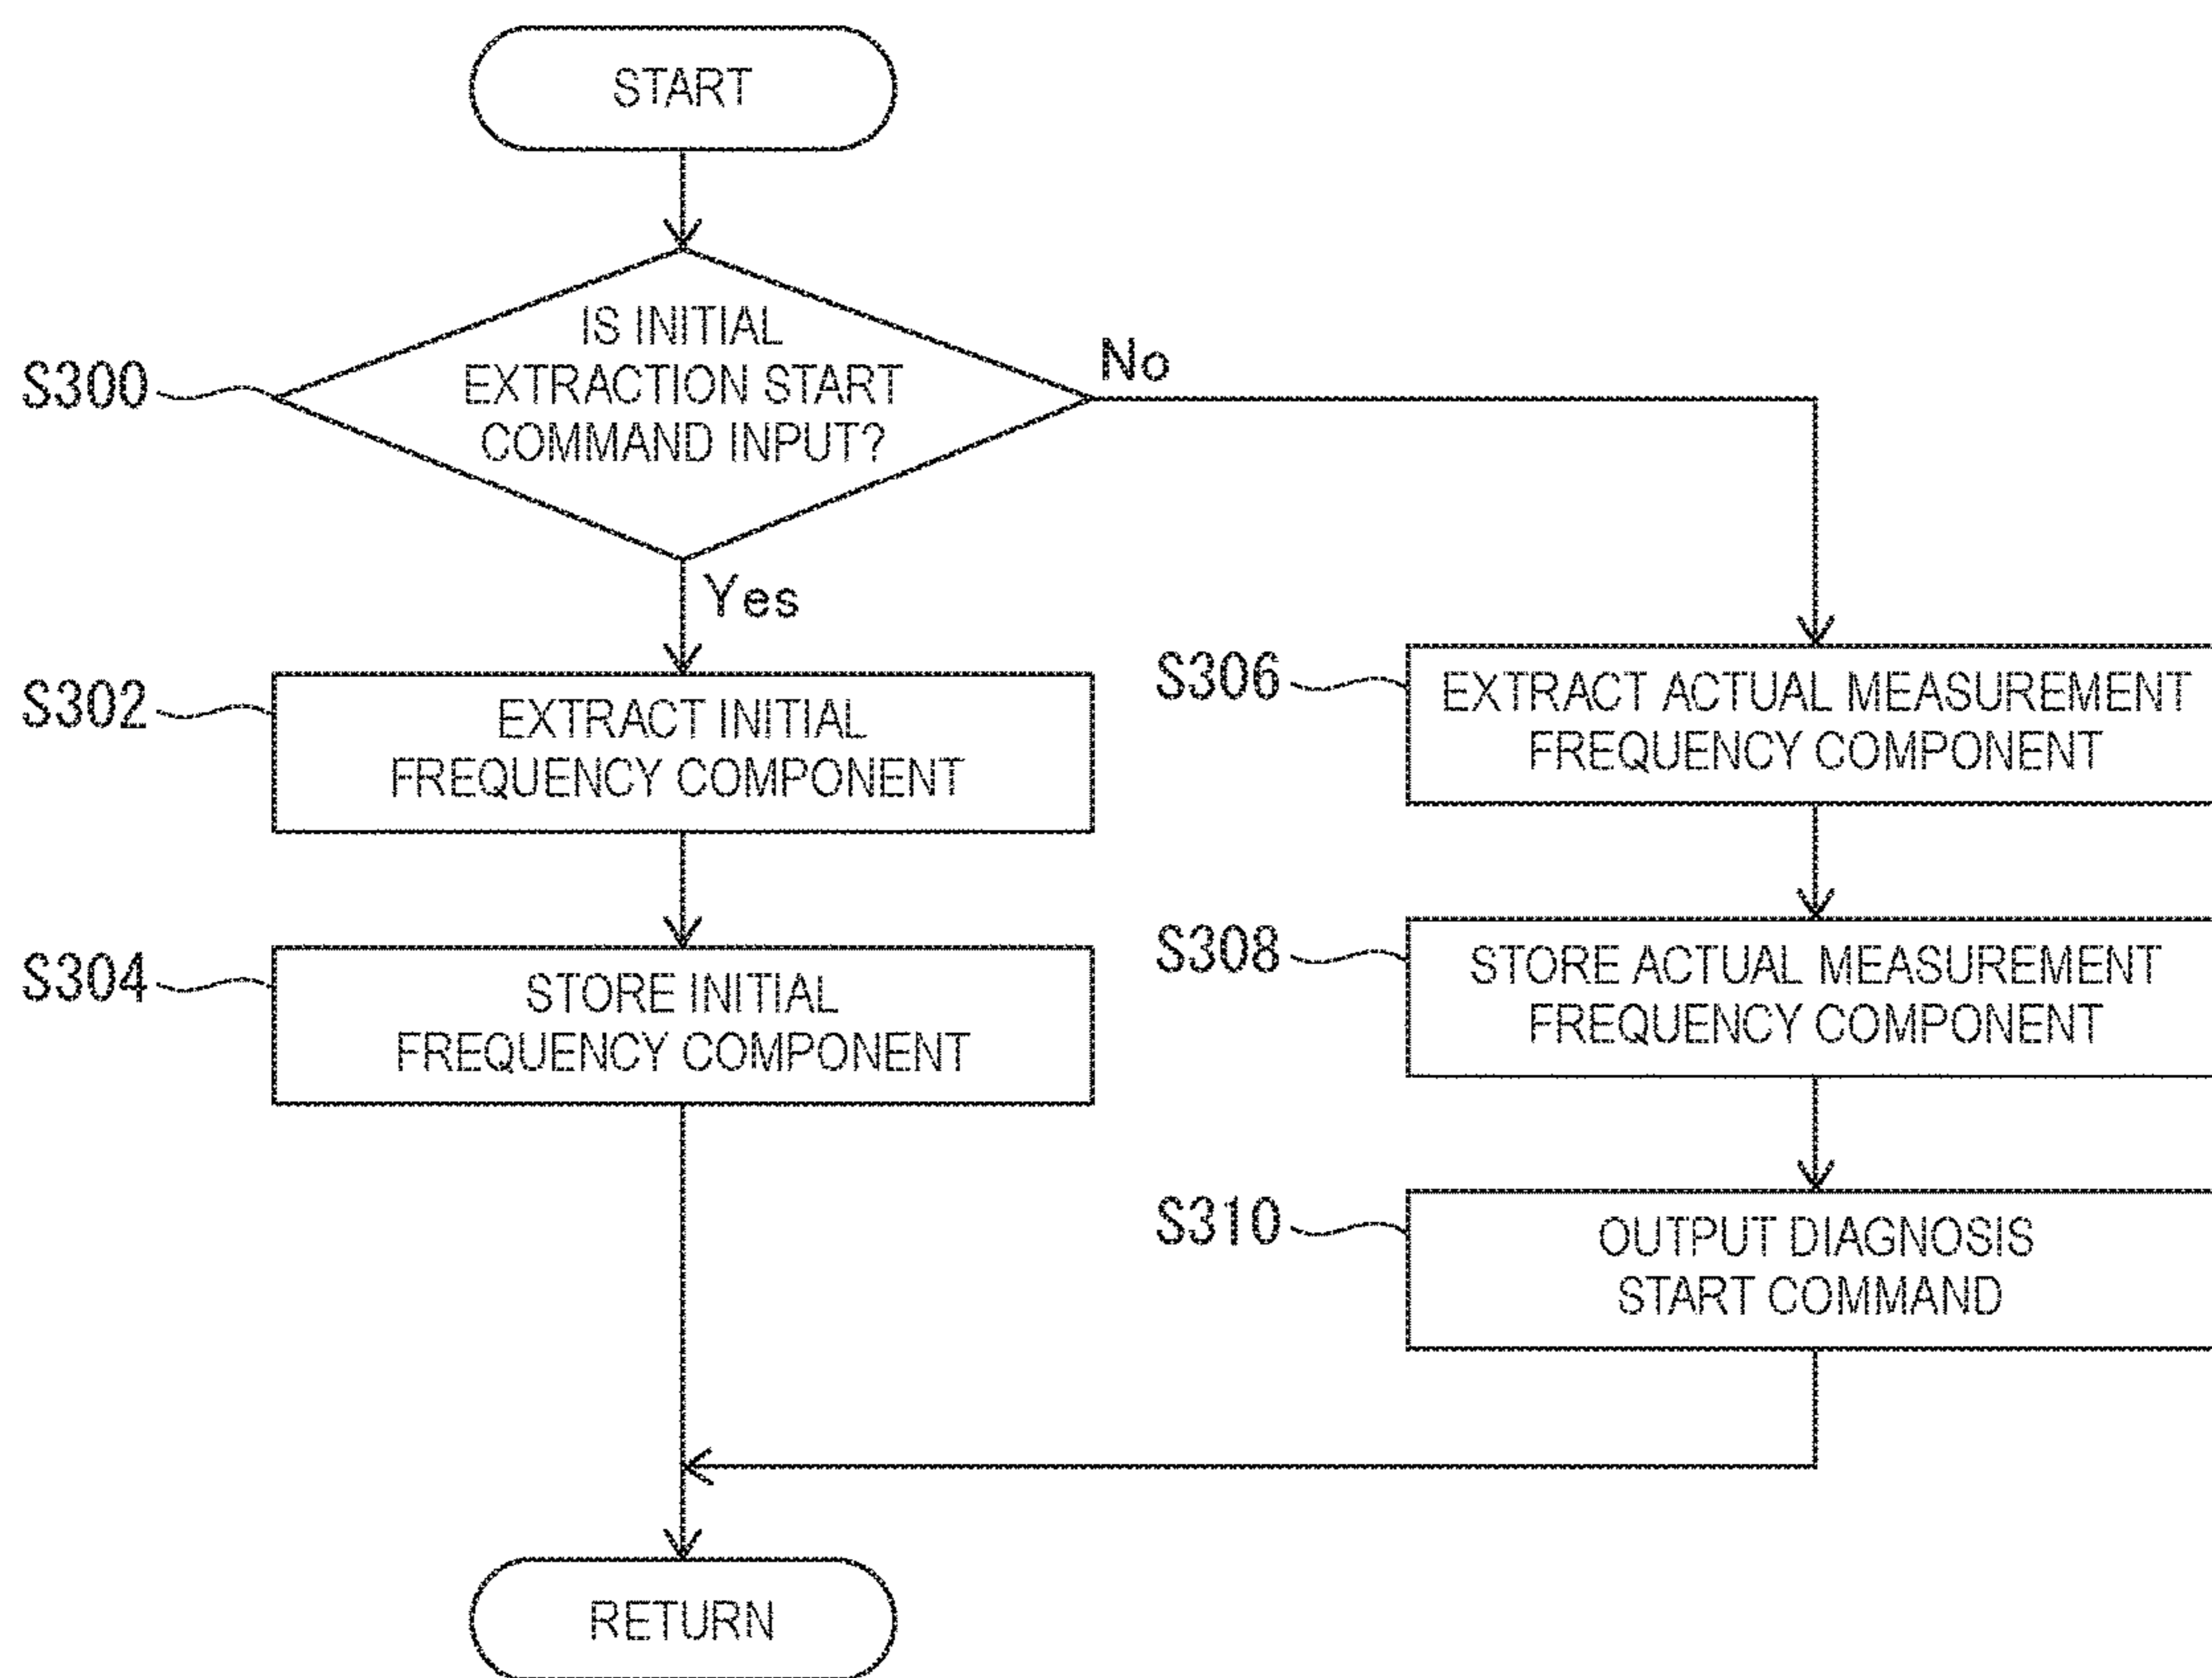 START
S300
IS INITIAL
EXTRACTION START
COMMAND INPUT?
No
Yes
S302
EXTRACT INITIAL
FREQUENCY COMPONENT
S304
STORE INITIAL
FREQUENCY COMPONENT
S306
EXTRACT ACTUAL MEASUREMENT
FREQUENCY COMPONENT
S308
STORE ACTUAL MEASUREMENT
FREQUENCY COMPONENT
S310
OUTPUT DIAGNOSIS
START COMMAND
RETURN